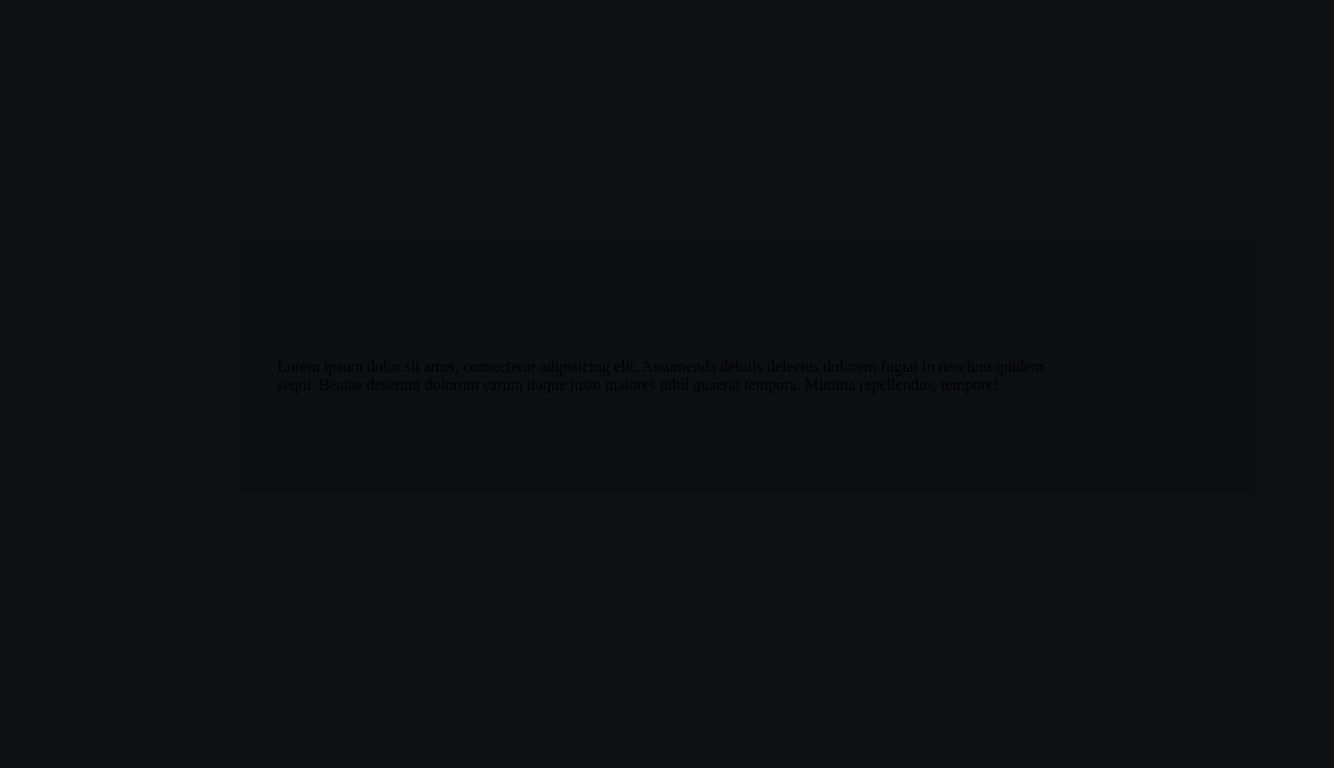 Lorem ipsum dolor sit amet, consectetur adipisicing elit. Assumenda debitis delectus dolorem fugiat in nesciunt quidem
sequi. Beatae deserunt dolorum earum itaque iusto maiores nihil quaerat tempora. Minima repellendus, tempore!